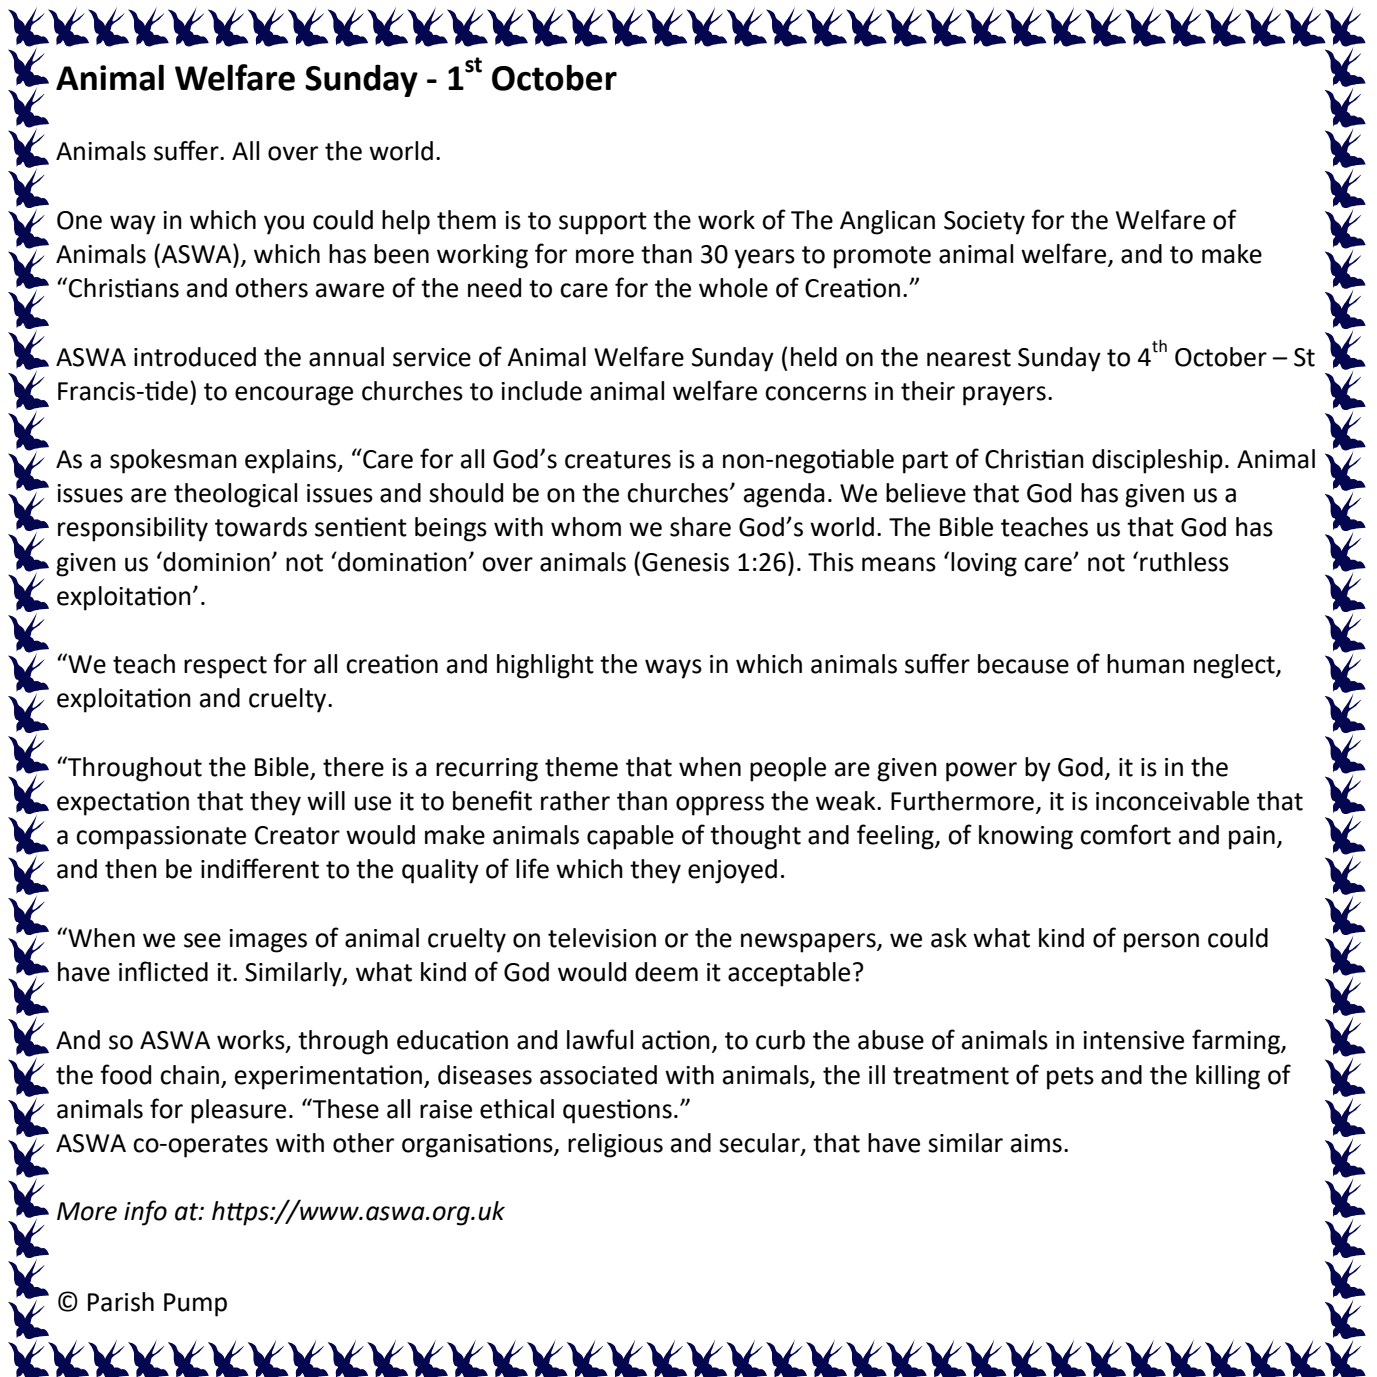 Animal Welfare Sunday - 1st October
Animals suffer. All over the world.
One way in which you could help them is to support the work of The Anglican Society for the Welfare of
Animals (ASWA), which has been working for more than 30 years to promote animal welfare, and to make
“Christians and others aware of the need to care for the whole of Creation.”
ASWA introduced the annual service of Animal Welfare Sunday (held on the nearest Sunday to 4th October – St
Francis-tide) to encourage churches to include animal welfare concerns in their prayers.
As a spokesman explains, “Care for all God’s creatures is a non-negotiable part of Christian discipleship. Animal
issues are theological issues and should be on the churches’ agenda. We believe that God has given us a
responsibility towards sentient beings with whom we share God’s world. The Bible teaches us that God has
given us ‘dominion’ not ‘domination’ over animals (Genesis 1:26). This means ‘loving care’ not ‘ruthless
exploitation’.
“We teach respect for all creation and highlight the ways in which animals suffer because of human neglect,
exploitation and cruelty.
“Throughout the Bible, there is a recurring theme that when people are given power by God, it is in the
expectation that they will use it to benefit rather than oppress the weak. Furthermore, it is inconceivable that
a compassionate Creator would make animals capable of thought and feeling, of knowing comfort and pain,
and then be indifferent to the quality of life which they enjoyed.
“When we see images of animal cruelty on television or the newspapers, we ask what kind of person could
have inflicted it. Similarly, what kind of God would deem it acceptable?
And so ASWA works, through education and lawful action, to curb the abuse of animals in intensive farming,
the food chain, experimentation, diseases associated with animals, the ill treatment of pets and the killing of
animals for pleasure. “These all raise ethical questions.”
ASWA co-operates with other organisations, religious and secular, that have similar aims.
More info at: https://www.aswa.org.uk
© Parish Pump